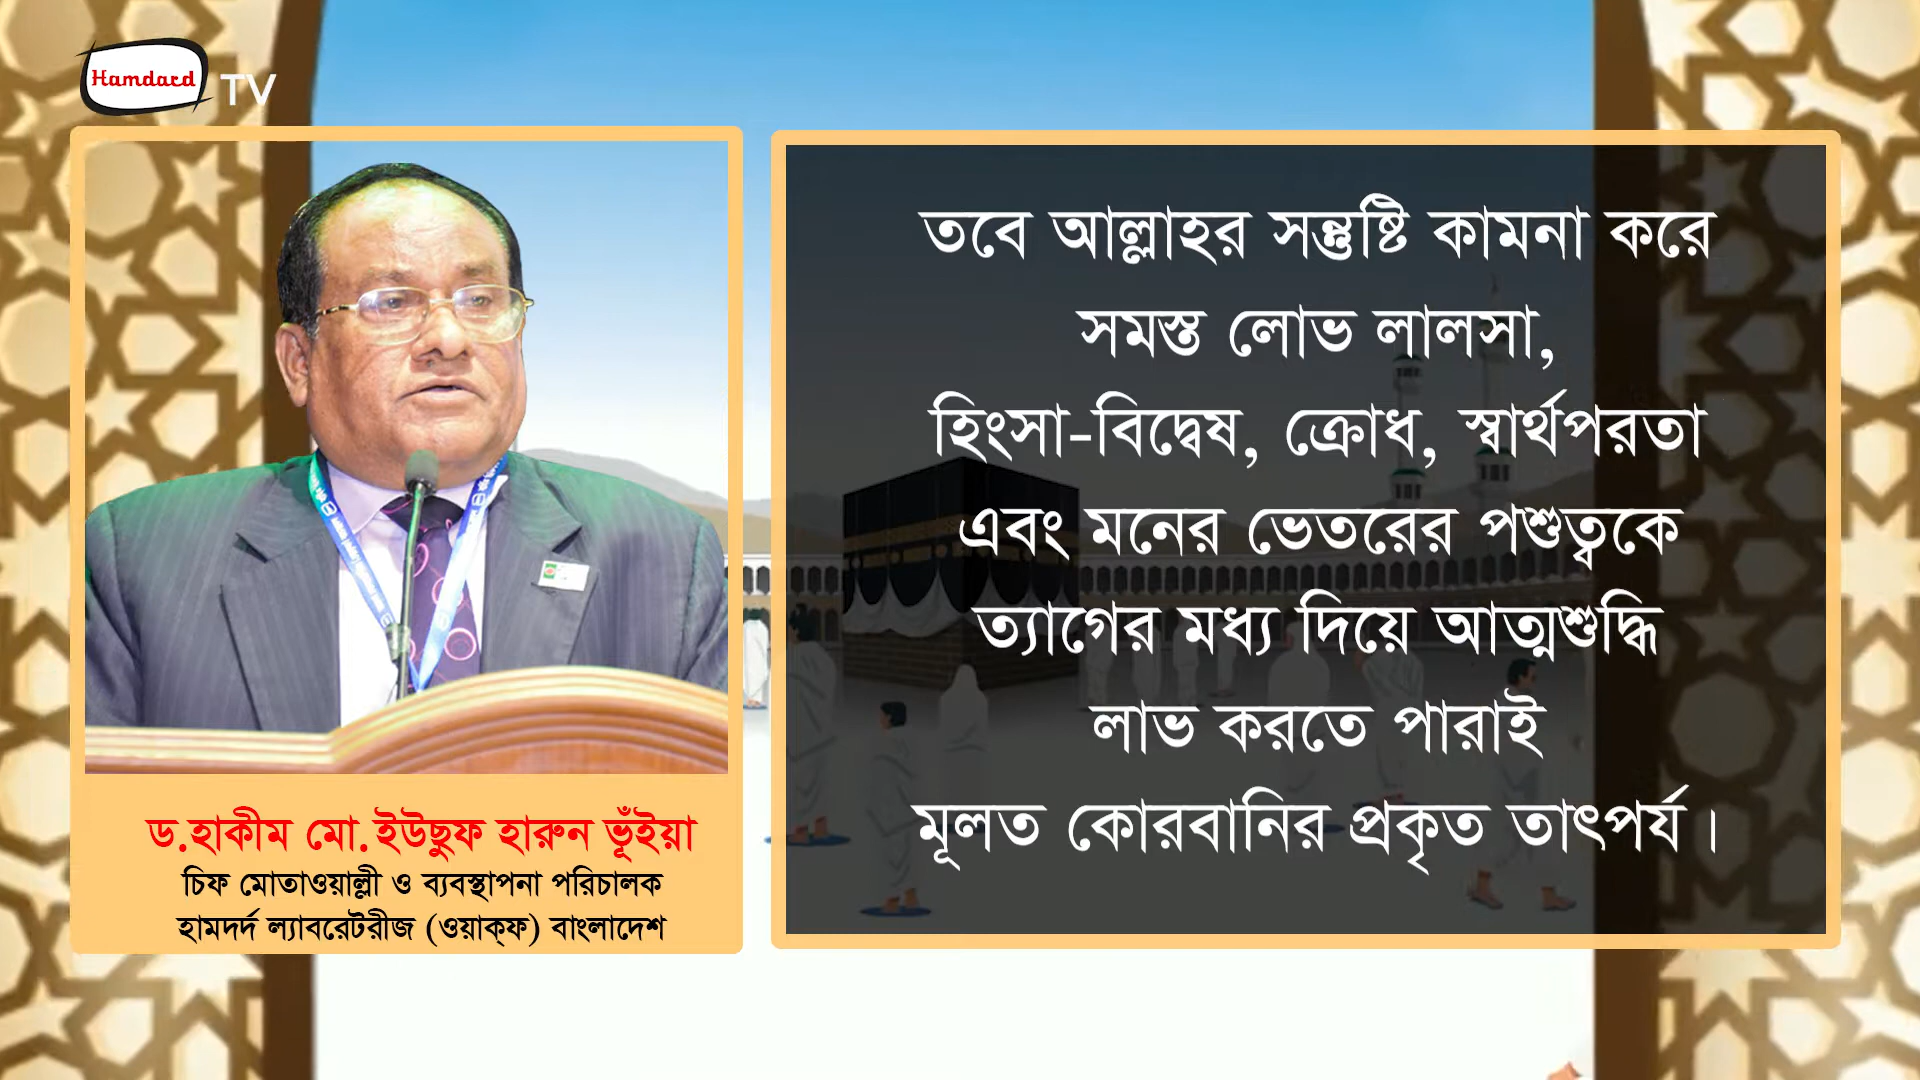 Hamdard TV
ড.হাকীম মো.ইউছুফ হারুন ভূঁইয়া
চিফ মোতাওয়াল্লী ও ব্যবস্থাপনা পরিচালক
হামদর্দ ল্যাবরেটরীজ (ওয়াক্‌ফ) বাংলাদেশ
তবে আল্লাহর সন্তুষ্টি কামনা করে
সমস্ত লোভ লালসা,
হিংসা-বিদ্বেষ, ক্রোধ, স্বার্থপরতা
এবং মনের ভেতরের পশুত্বকে
ত্যাগের মধ্য দিয়ে আত্মশুদ্ধি
লাভ করতে পারাই
মূলত কোরবানির প্রকৃত তাৎপর্য।